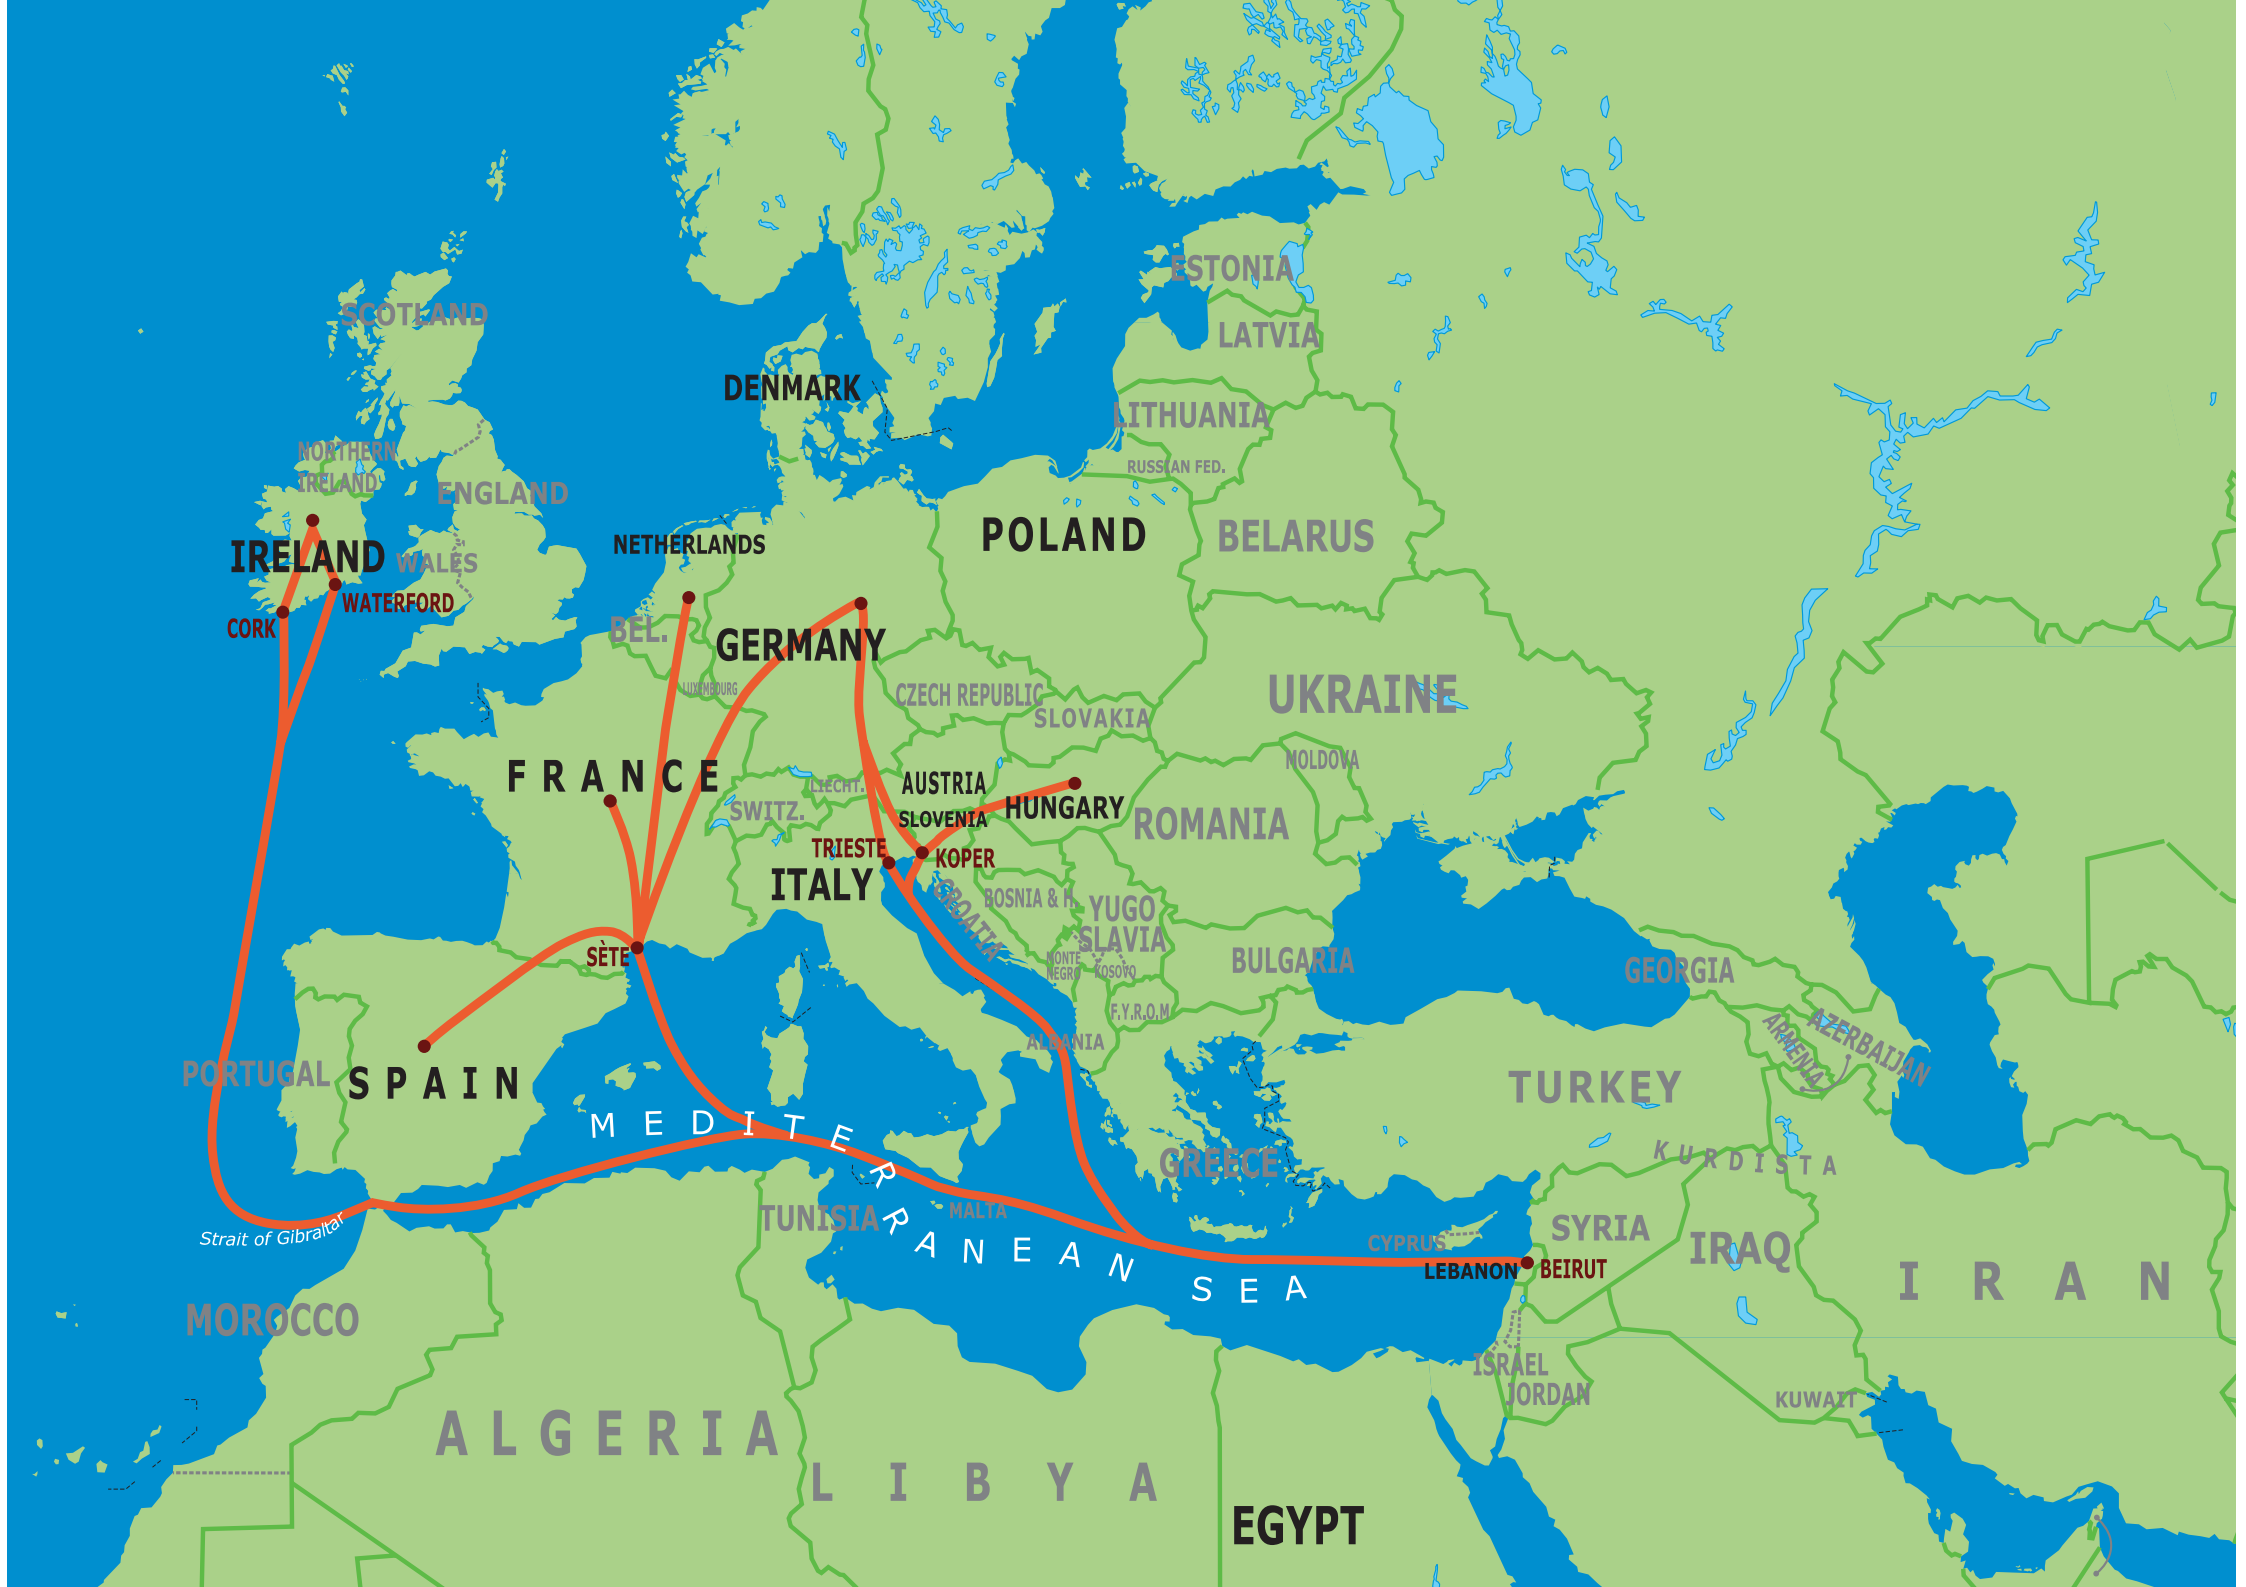 ESTONIA
SCOTLAND
LATVIA
DENMARK
LITHUANIA
NORTHERN
IRELAND
RUSSIAN FED.
ENGLAND
POLAND
BELARUS
NETHERLANDS
IRELAND
WALES
WATERFORD
CORK
BEL.
GERMANY
LUXEMBOURG
CZECH REPUBLIC
UKRAINE
SLOVAKIA
MOLDOVA
FRANCE
LIECHT.
AUSTRIA
SWITZ.
SLOVENIA
HUNGARY
ROMANIA
TRIESTE
KOPER
ITALY
CROATIA
BOSNIA & H.
YUGO
SLAVIA
SÈTE
MONTE
NEGRO
KOSOVO
BULGARIA
GEORGIA
F.Y.R.O.M
ALBANIA
ARMENIA
AZERBAIJAN
PORTUGAL
SPAIN
TURKEY
MEDITERRANEAN SEA
GREECE
KURDISTA
TUNISIA
MALTA
Strait of Gibraltar
CYPRUS
SYRIA
IRAQ
LEBANON
BEIRUT
IRAN
MOROCCO
ISRAEL
JORDAN
KUWAIT
ALGERIA
LIBYA
EGYPT